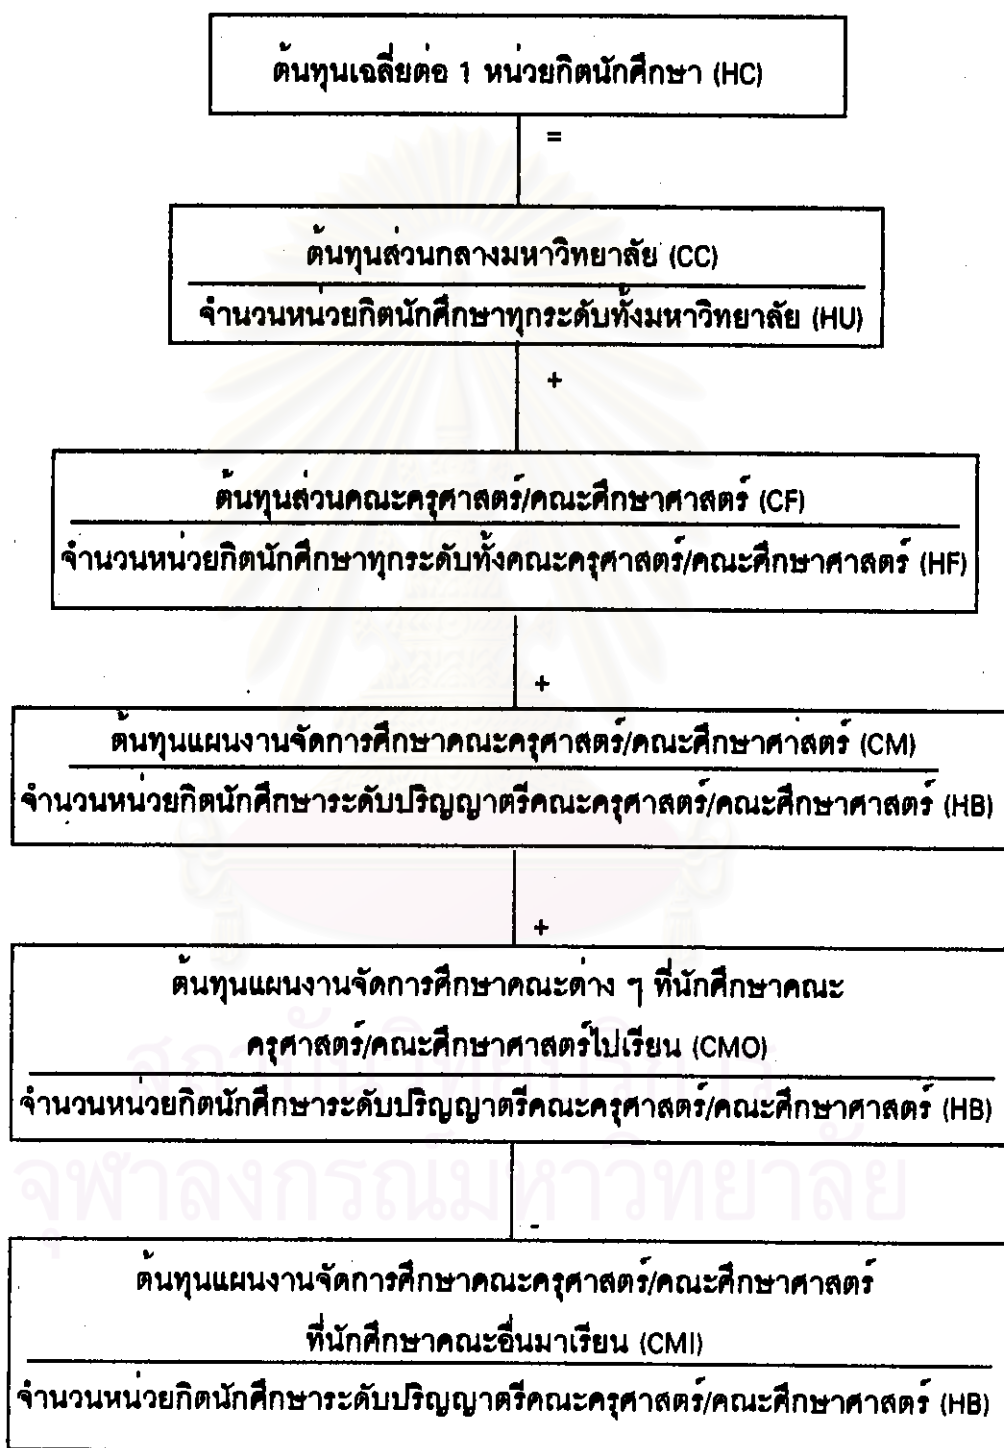 ต้นทุนเฉลี่ยต่อ 1 หน่วยกิตนักศึกษา (HC)
=
ต้นทุนส่วนกลางมหาวิทยาลัย (CC)
จำนวนหน่วยกิตนักศึกษาทุกระดับทั้งมหาวิทยาลัย (HU)
+
ต้นทุนส่วนคณะครุศาสตร์/คณะศึกษาศาสตร์ (CF)
จำนวนหน่วยกิตนักศึกษาทุกระดับทั้งคณะครุศาสตร์/คณะศึกษาศาสตร์ (HF)
+
ต้นทุนแผนงานจัดการศึกษาคณะครุศาสตร์/คณะศึกษาศาสตร์ (CM)
จำนวนหน่วยกิตนักศึกษาระดับปริญญาตรีคณะครุศาสตร์/คณะศึกษาศาสตร์ (HB)
+
ต้นทุนแผนงานจัดการศึกษาคณะต่าง ๆ ที่นักศึกษาคณะ
ครุศาสตร์/คณะศึกษาศาสตร์ไปเรียน (CMO)
สถาบันวิทยบริการ
จำนวนหน่วยกิตนักศึกษาระดับปริญญาตรีคณะครุศาสตร์/คณะศึกษาศาสตร์ (HB)
จุฬาลงกรณ์มหาวิทยาลัย
-
ต้นทุนแผนงานจัดการศึกษาคณะครุศาสตร์/คณะศึกษาศาสตร์
ที่นักศึกษาคณะอื่นมาเรียน (CMI)
จำนวนหน่วยกิตนักศึกษาระดับปริญญาตรีคณะครุศาสตร์/คณะศึกษาศาสตร์ (HB)